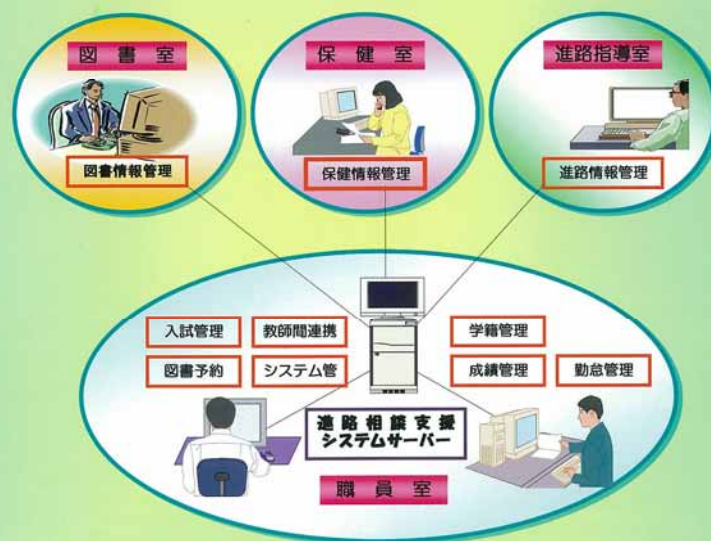 図書室
保健室
進路指導室
図書情報管理
保健情報管理
進路情報管理
入試管理
教師間連携
学籍管理
図書予約
システム管
成績管理
勤怠管理
進路相談支援
システムサーバー
職員室